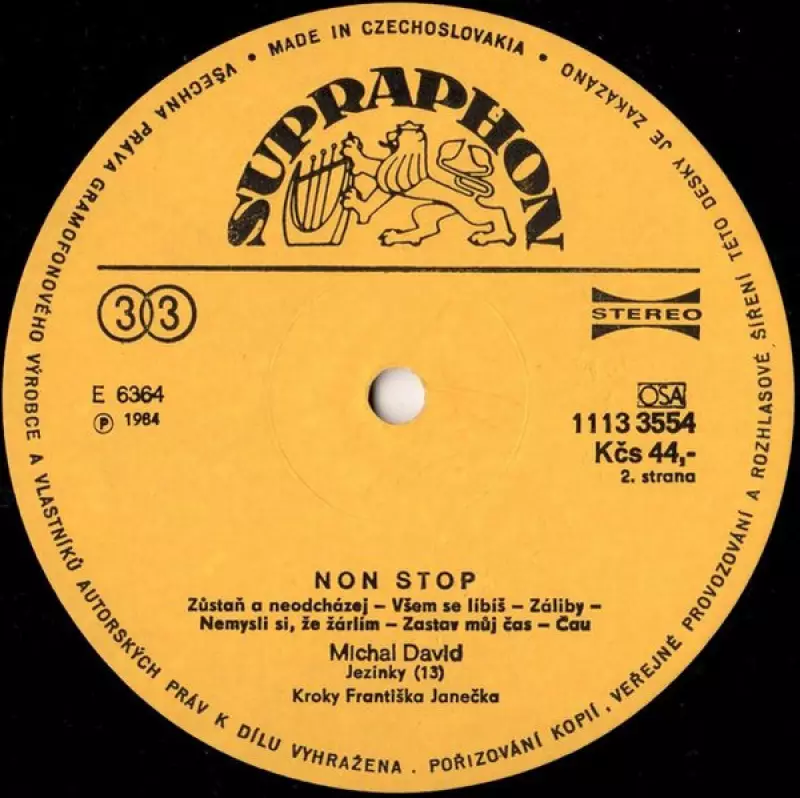 • MADE IN CZECHOSLOVAKIA •
VŠECHNA PRÁVA GRAMOFONOVÉHO VÝROBCE A VLASTNÍKŮ AUTORSKÝCH PRÁV K DÍLU VYHRAŽENA . POŘIZOVÁNÍ KOPIÍ , VEŘEJNÉ PROVOZOVÁNÍ A ROZHLASOVÉ ŠÍŘENÍ TÉTO DESKY JE ZAKÁZÁNO
SUPRAPHON
33
STEREO
E 6364
Ⓟ 1984
OSA
1113 3554
Kčs 44,-
2. strana
NON STOP
Zůstaň a neodcházej – Všem se líbíš – Záliby –
Nemysli si, že žárlím – Zastav můj čas – Čau
Michal David
Jezinky (13)
Kroky Františka Janečka